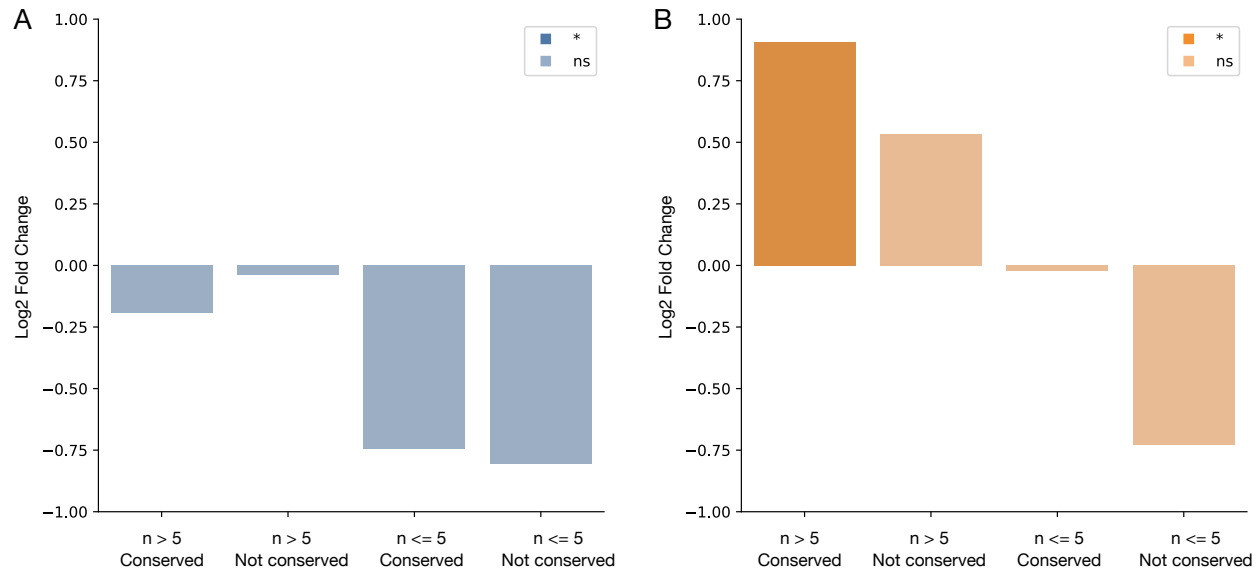 A
Log2 Fold Change
1.00
0.75
0.50
0.25
0.00
−0.25
−0.50
−0.75
−1.00
*
ns
n > 5
Conserved
n > 5
Not conserved
n <= 5
Conserved
n <= 5
Not conserved
B
Log2 Fold Change
1.00
0.75
0.50
0.25
0.00
−0.25
−0.50
−0.75
−1.00
*
ns
n > 5
Conserved
n > 5
Not conserved
n <= 5
Conserved
n <= 5
Not conserved